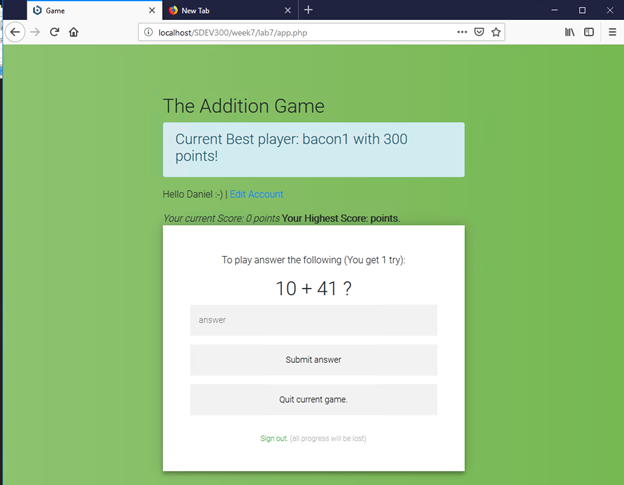 Game
New Tab
localhost/SDEV300/week7/lab7/app.php
The Addition Game
Current Best player: bacon1 with 300
points!
Hello Daniel :-) | Edit Account
Your current Score: 0 points Your Highest Score: points.
To play answer the following (You get 1 try):
10 + 41 ?
answer
Submit answer
Quit current game.
Sign out. (all progress will be lost)